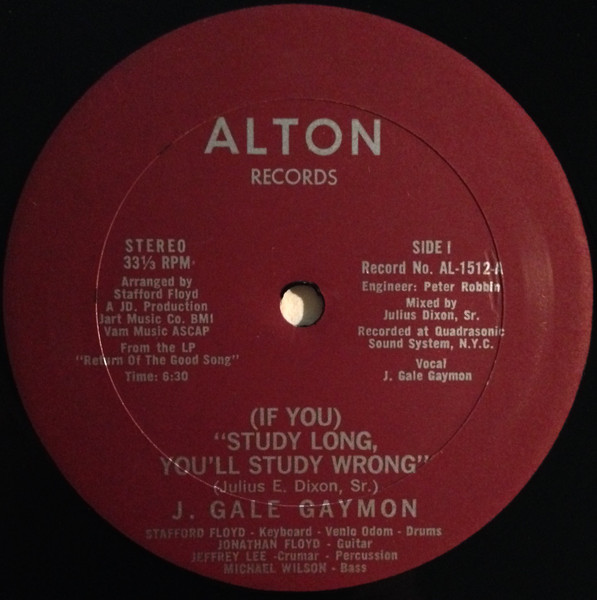 ALTON
RECORDS
STEREO
33⅓ RPM
Arranged by
Stafford Floyd
A JD. Production
Jart Music Co. BMI
Vam Music ASCAP
From the LP
"Return Of The Good Song"
Time: 6:30
SIDE I
Record No. AL-1512-A
Engineer: Peter Robbin
Mixed by
Julius Dixon, Sr.
Recorded at Quadrasonic
Sound System, N.Y.C.
Vocal
J. Gale Gaymon
(IF YOU)
"STUDY LONG,
YOU'LL STUDY WRONG"
(Julius E. Dixon, Sr.)
J. GALE GAYMON
STAFFORD FLOYD - Keyboard - Venlo Odom - Drums
JONATHAN FLOYD - Guitar
JEFFREY LEE -Crumar - Percussion
MICHAEL WILSON - Bass